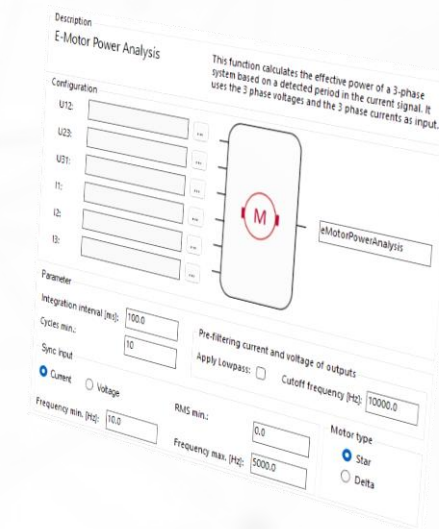 Description
E-Motor Power Analysis
This function calculates the effective power of a 3-phase
system based on a detected period in the current signal. It
uses the 3 phase voltages and the 3 phase currents as input.
Configuration
U12:
...
U23:
...
U31:
...
I1:
...
I2:
...
I3:
...
M
eMotorPowerAnalysis
Parameter
Integration interval [ms]: 100.0
Cycles min.: 10
Pre-filtering current and voltage of outputs
Apply Lowpass:
Cutoff frequency [Hz]: 10000.0
Sync Input
Current
Voltage
RMS min.: 0.0
Frequency min. [Hz]: 10.0
Frequency max. [Hz]: 5000.0
Motor type
Star
Delta